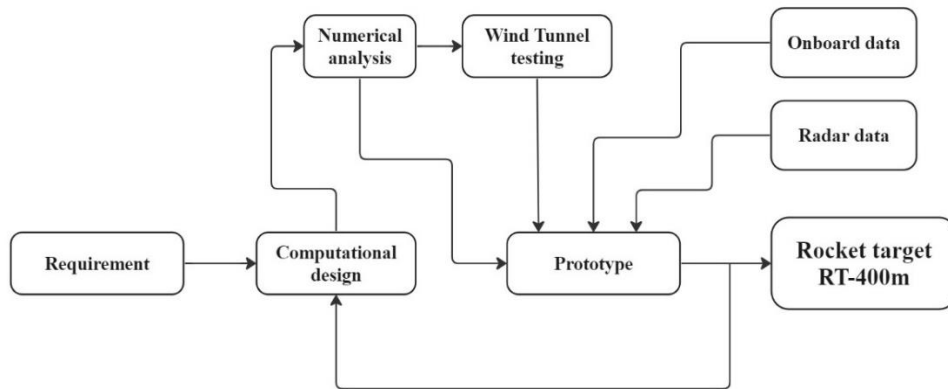 Numerical
analysis
Wind Tunnel
testing
Onboard data
Radar data
Requirement
Computational
design
Prototype
Rocket target
RT-400m